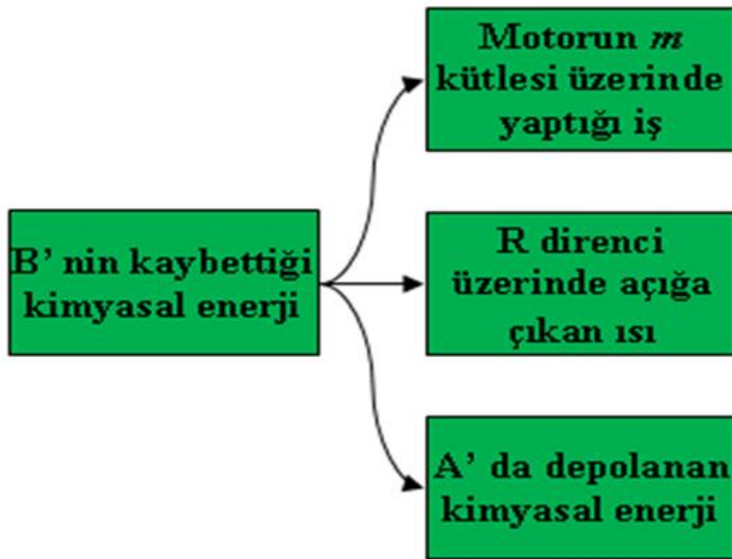 Motorun m
kütlesi üzerinde
yaptığı iş
B' nin kaybettiği
kimyasal enerji
R direnci
üzerinde açığa
çıkan ısı
A' da depolanan
kimyasal enerji